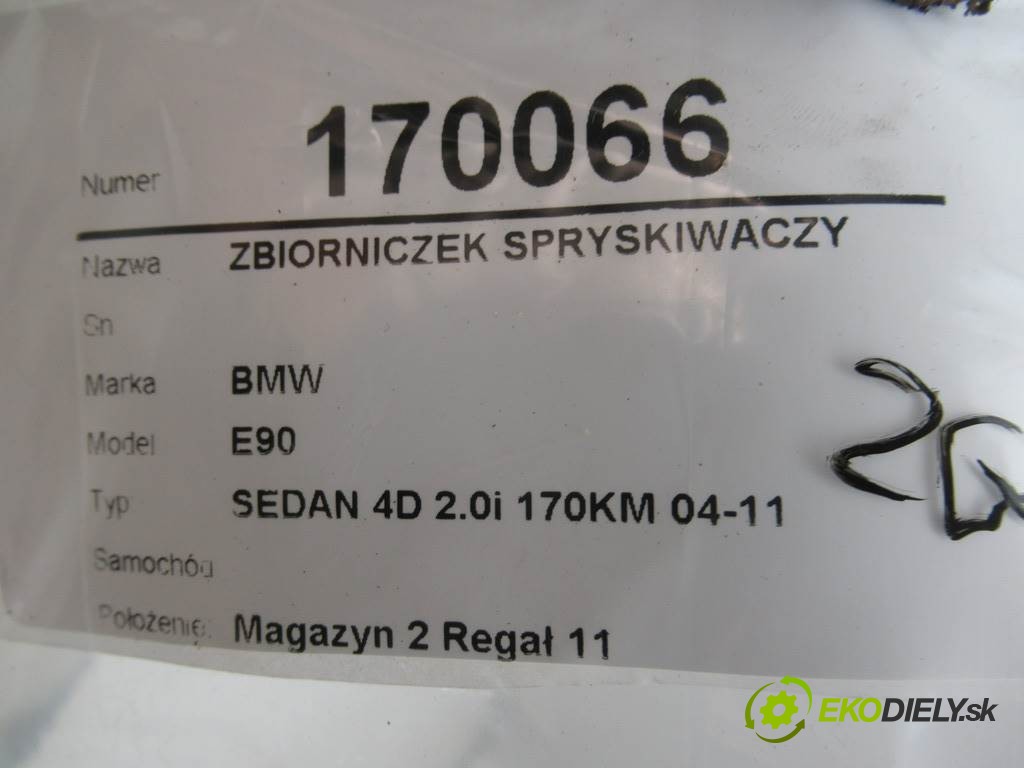 Numer 170066
Nazwa ZBIORNICZEK SPRYSKIWACZY
Sn
Marka BMW
Model E90
Typ SEDAN 4D 2.0i 170KM 04-11
Samochód
Położenie: Magazyn 2 Regał 11
EKODIELY.sk